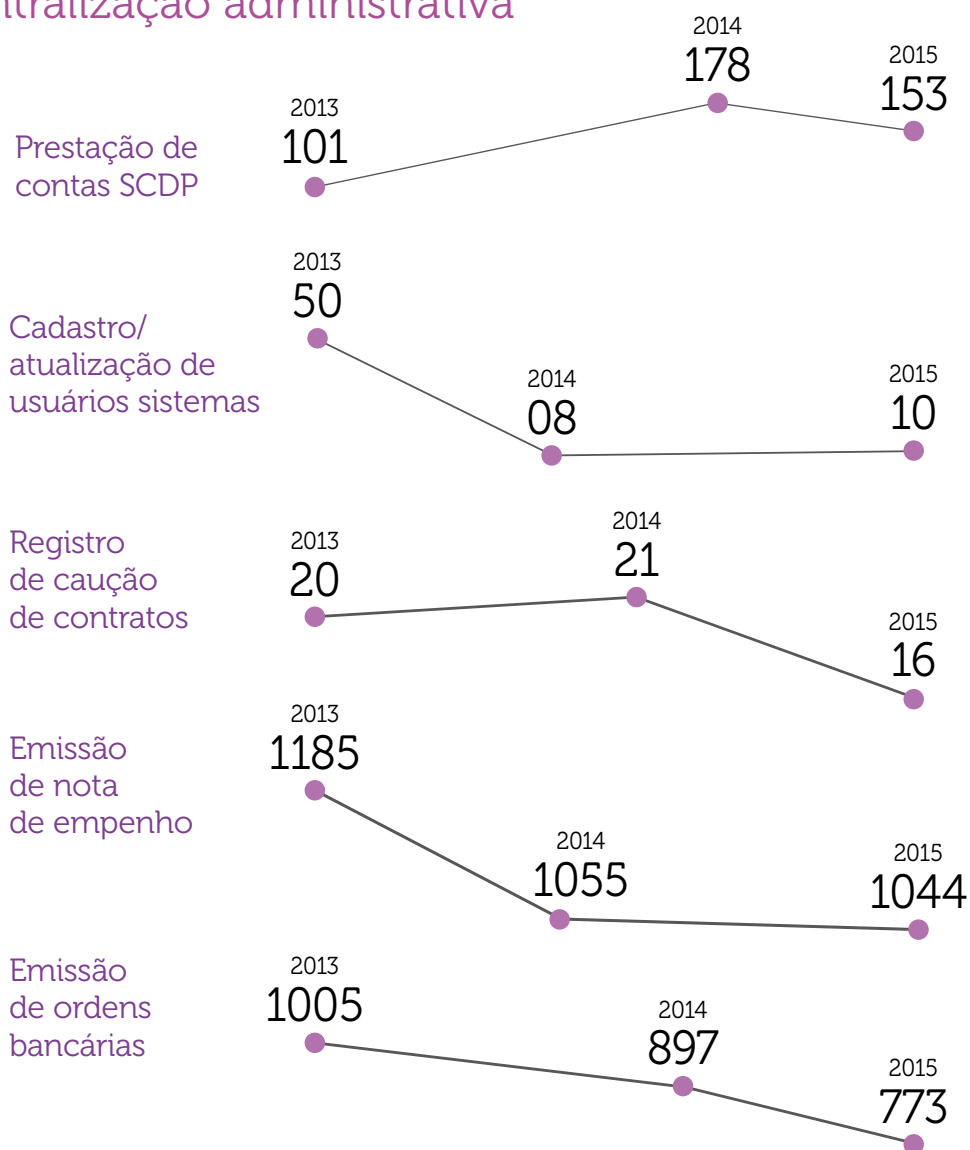 ntralização administrativa
Prestação de
contas SCDP
2013
101
2014
178
2015
153
Cadastro/
atualização de
usuários sistemas
2013
50
2014
08
2015
10
Registro
de caução
de contratos
2013
20
2014
21
2015
16
Emissão
de nota
de empenho
2013
1185
2014
1055
2015
1044
Emissão
de ordens
bancárias
2013
1005
2014
897
2015
773